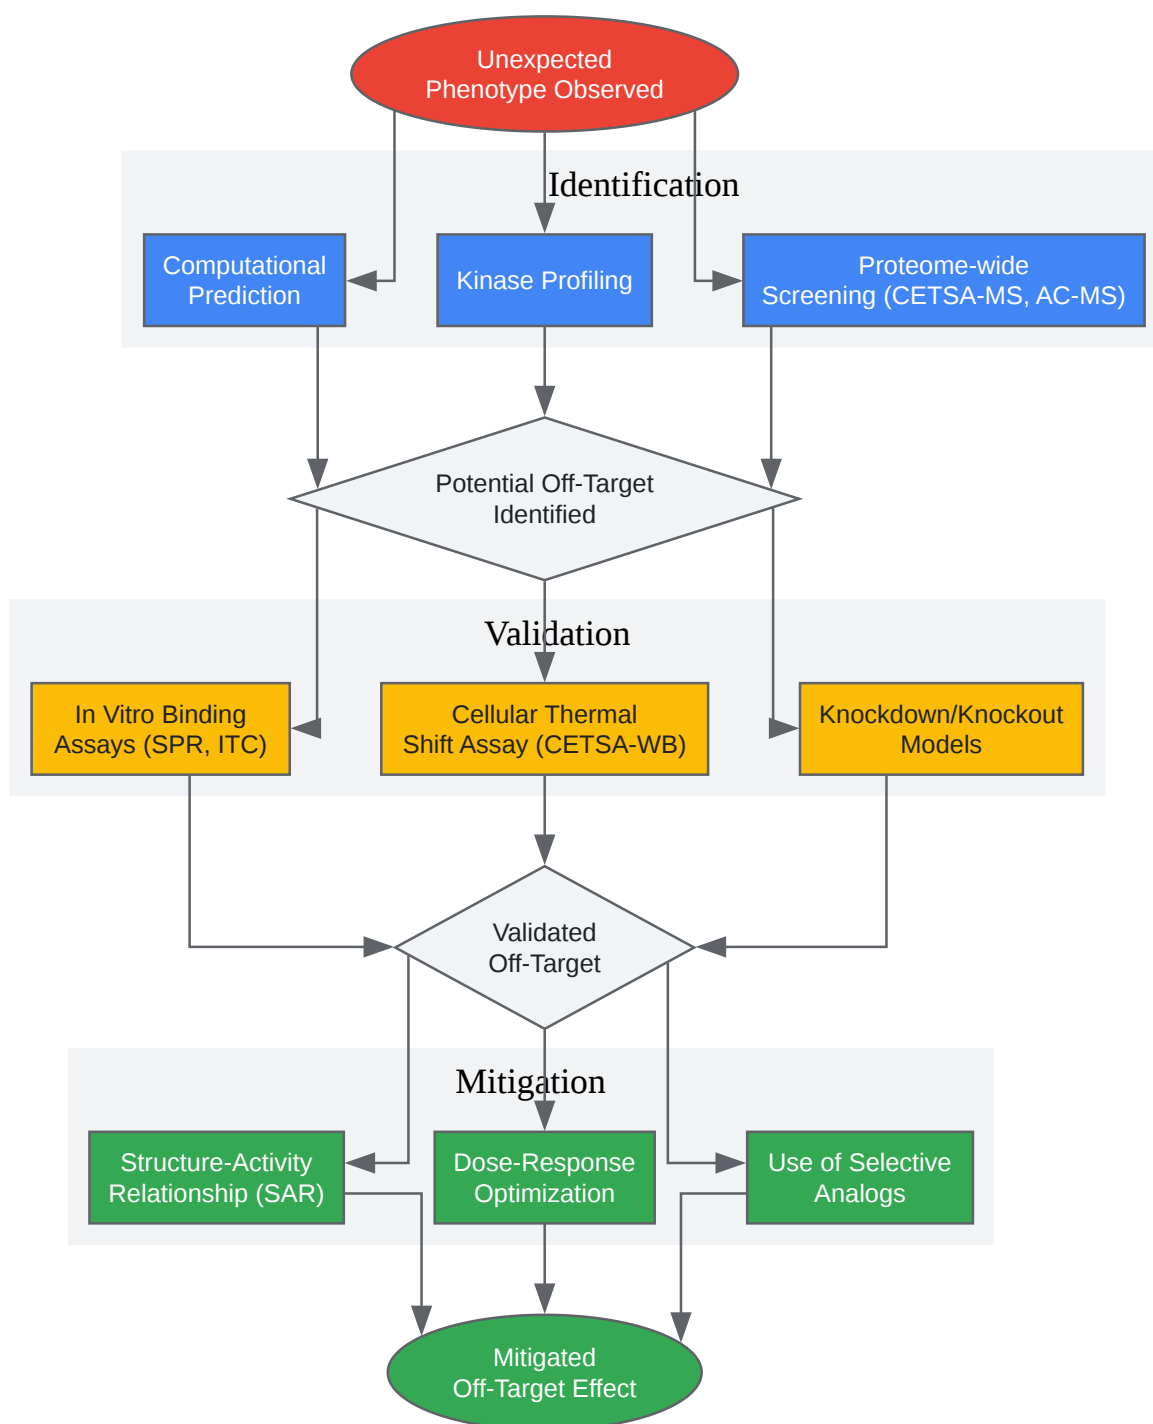 Unexpected
Phenotype Observed
Identification
Computational
Prediction
Kinase Profiling
Proteome-wide
Screening (CETSA-MS, AC-MS)
Potential Off-Target
Identified
Validation
In Vitro Binding
Assays (SPR, ITC)
Cellular Thermal
Shift Assay (CETSA-WB)
Knockdown/Knockout
Models
Validated
Off-Target
Mitigation
Structure-Activity
Relationship (SAR)
Dose-Response
Optimization
Use of Selective
Analogs
Mitigated
Off-Target Effect